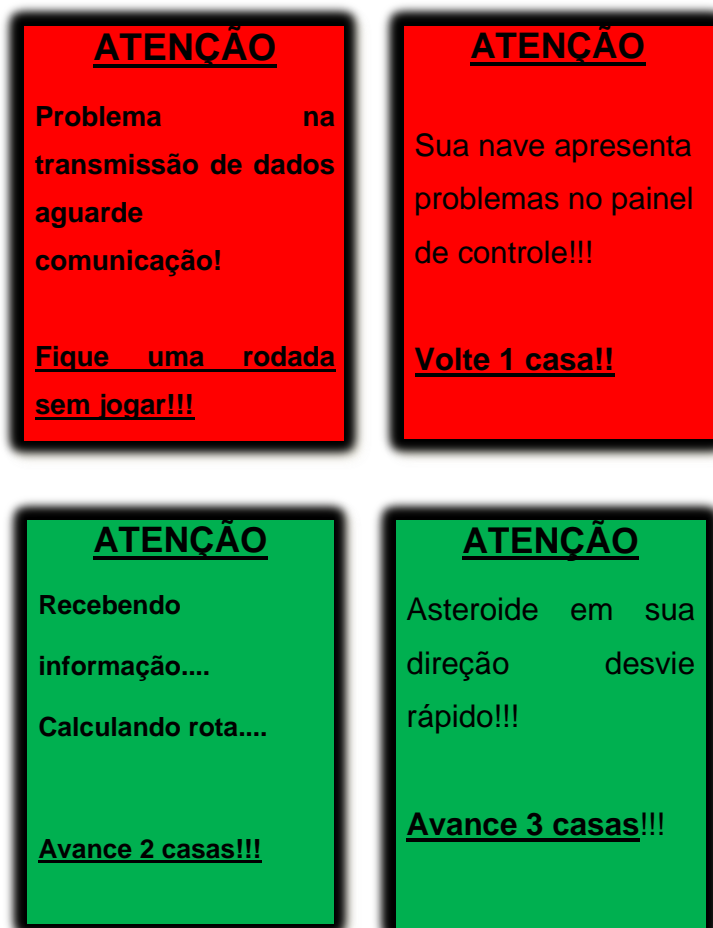 ATENÇÃO
Problema na
transmissão de dados
aguarde
comunicação!
Fique uma rodada
sem jogar!!!
ATENÇÃO
Sua nave apresenta
problemas no painel
de controle!!!
Volte 1 casa!!
ATENÇÃO
Recebendo
informação....
Calculando rota....
Avance 2 casas!!!
ATENÇÃO
Asteroide em sua
direção desvie
rápido!!!
Avance 3 casas!!!